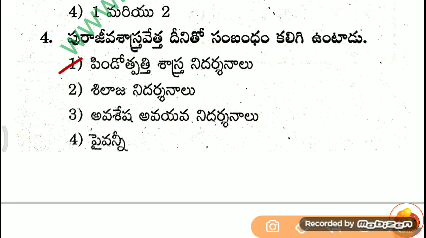 4) 1 మరియు 2
4. పురాజీవశాస్త్రవేత్త దీనితో సంబంధం కలిగి ఉంటాడు.
1) పిండోత్పత్తి శాస్త్ర నిదర్శనాలు
2) శిలాజ నిదర్శనాలు
3) అవశేష అవయవ నిదర్శనాలు
4) పైవన్నీ
Recorded by Mobizen